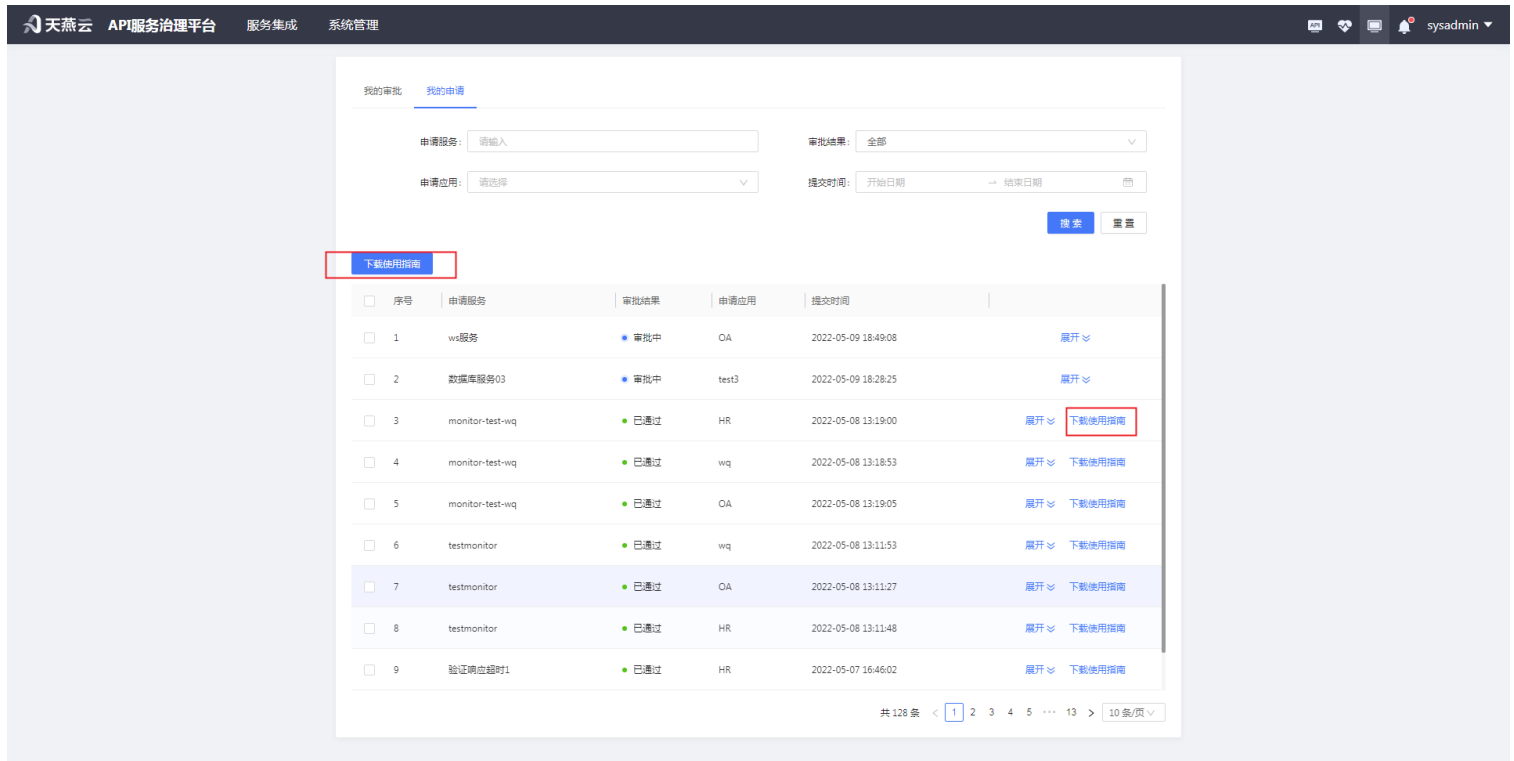 天燕云 API服务治理平台 服务集成 系统管理 API sysadmin
我的审批 我的申请
申请服务: 请输入 审批结果: 全部
申请应用: 请选择 提交时间: 开始日期 → 结束日期
搜 索 重 置
下载使用指南
序号 申请服务 审批结果 申请应用 提交时间
1 ws服务 审批中 OA 2022-05-09 18:49:08 展开
2 数据库服务03 审批中 test3 2022-05-09 18:28:25 展开
3 monitor-test-wq 已通过 HR 2022-05-08 13:19:00 展开 下载使用指南
4 monitor-test-wq 已通过 wq 2022-05-08 13:18:53 展开 下载使用指南
5 monitor-test-wq 已通过 OA 2022-05-08 13:19:05 展开 下载使用指南
6 testmonitor 已通过 wq 2022-05-08 13:11:53 展开 下载使用指南
7 testmonitor 已通过 OA 2022-05-08 13:11:27 展开 下载使用指南
8 testmonitor 已通过 HR 2022-05-08 13:11:48 展开 下载使用指南
9 验证响应超时1 已通过 HR 2022-05-07 16:46:02 展开 下载使用指南
共 128 条 < 1 2 3 4 5 ••• 13 > 10 条/页